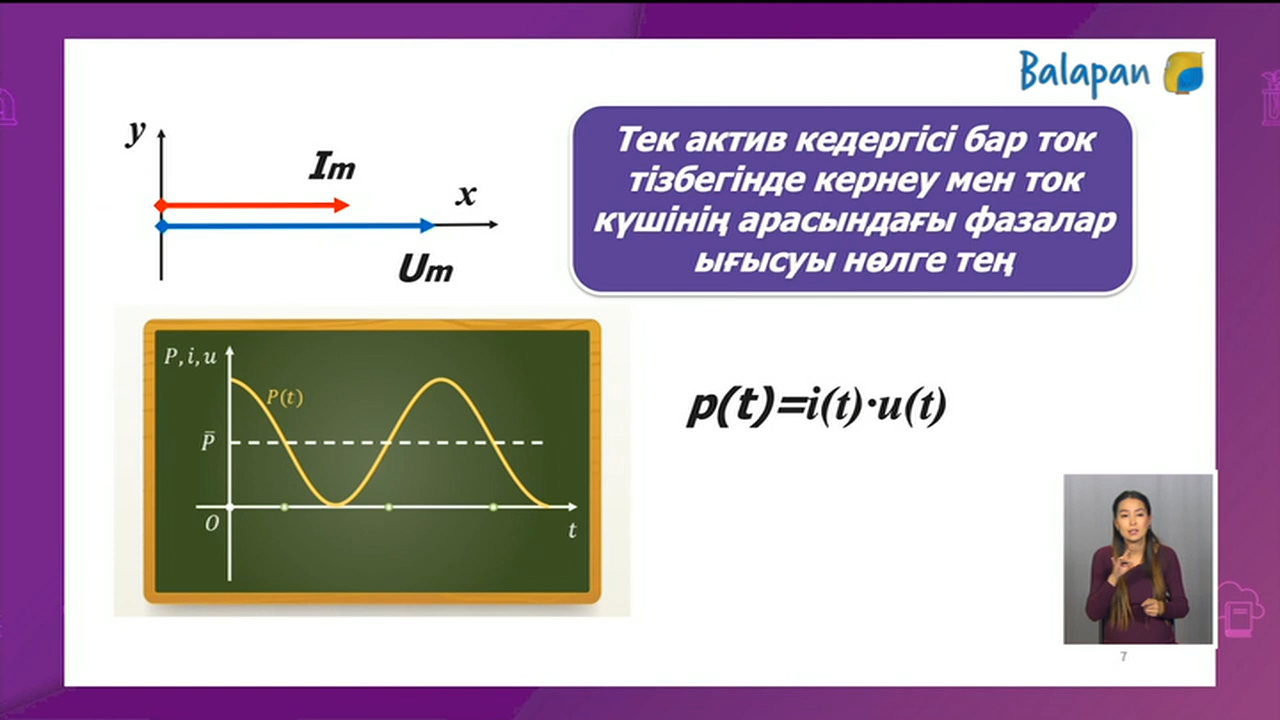 Balapan
y
Im
x
Um
Тек актив кедергісі бар ток
тізбегінде кернеу мен ток
күшінің арасындағы фазалар
ығысуы нөлге тең
P, i, u
P(t)
P̅
O
t
p(t)=i(t)·u(t)
7